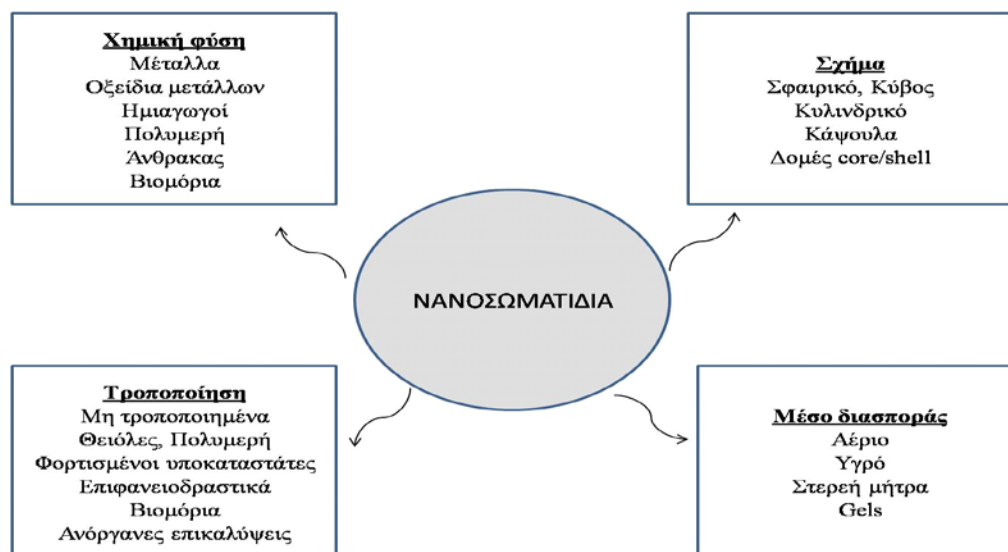 Χημική φύση
Μέταλλα
Οξείδια μετάλλων
Ημιαγωγοί
Πολυμερή
Άνθρακας
Βιομόρια
Σχήμα
Σφαιρικό, Κύβος
Κυλινδρικό
Κάψουλα
Δομές core/shell
ΝΑΝΟΣΩΜΑΤΙΔΙΑ
Τροποποίηση
Μη τροποποιημένα
Θειόλες, Πολυμερή
Φορτισμένοι υποκαταστάτες
Επιφανειοδραστικά
Βιομόρια
Ανόργανες επικαλύψεις
Μέσο διασποράς
Αέριο
Υγρό
Στερεή μήτρα
Gels